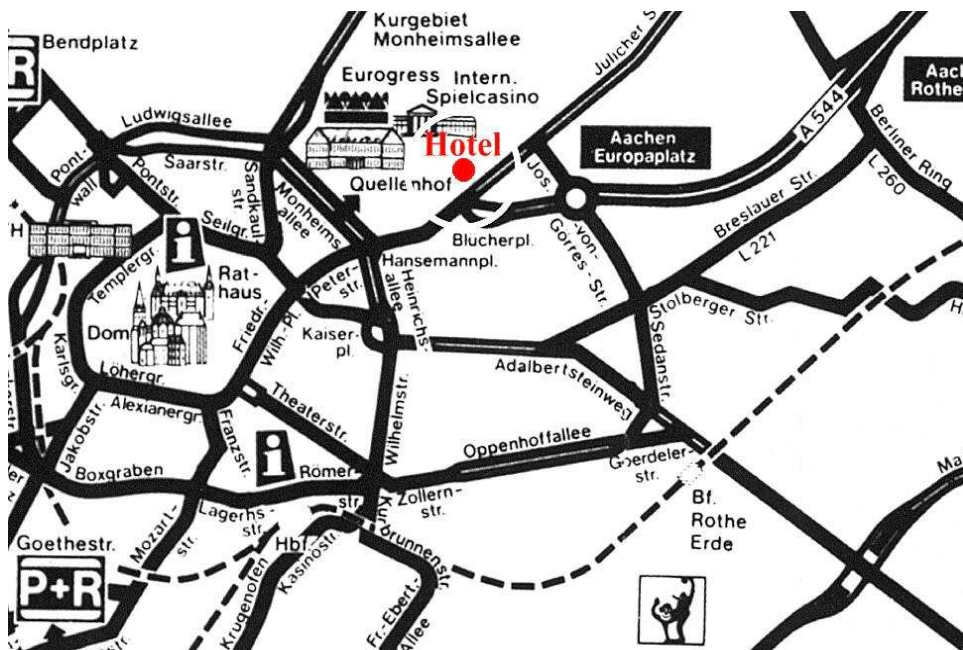 Bendplatz
R
Kurgebiet
Monheimsallee
Jülicher S
Eurogress
Intern.
Spielcasino
Ludwigsallee
Saarstr.
Pont-
wall
Pontstr.
Sandkaul-
str.
Monheims-
allee
Hotel
Quellenhof
Aachen
Europaplatz
A 544
Berliner Ring
L 260
Breslauer Str.
L 221
Jos.
-von-
Görres-Str.
Blücherpl.
Hansemannpl.
Seilgr.
i
Templergr.
Rat-
haus
Dom
Peter-
str.
Heinrichs-
allee
Kaiser-
pl.
Friedr.-
Wilh.-Pl.
Stolberger Str.
Sedanstr.
Adalbertsteinweg
Karlsgr.
Löhergr.
Alexianergr.
Theaterstr.
Wilhelmstr.
Franzstr.
Jakobstr.
Boxgraben
i
Römer-
str.
Oppenhoffallee
Goerdeler-
str.
Zollern-
str.
Lagerhs-
str.
Mozart-
str.
Hbf
Kasinostr.
Krugenofen
Kurbrunnenstr.
Fr.-Ebert-
Allee
Goethestr.
P+R
Bf.
Rothe
Erde